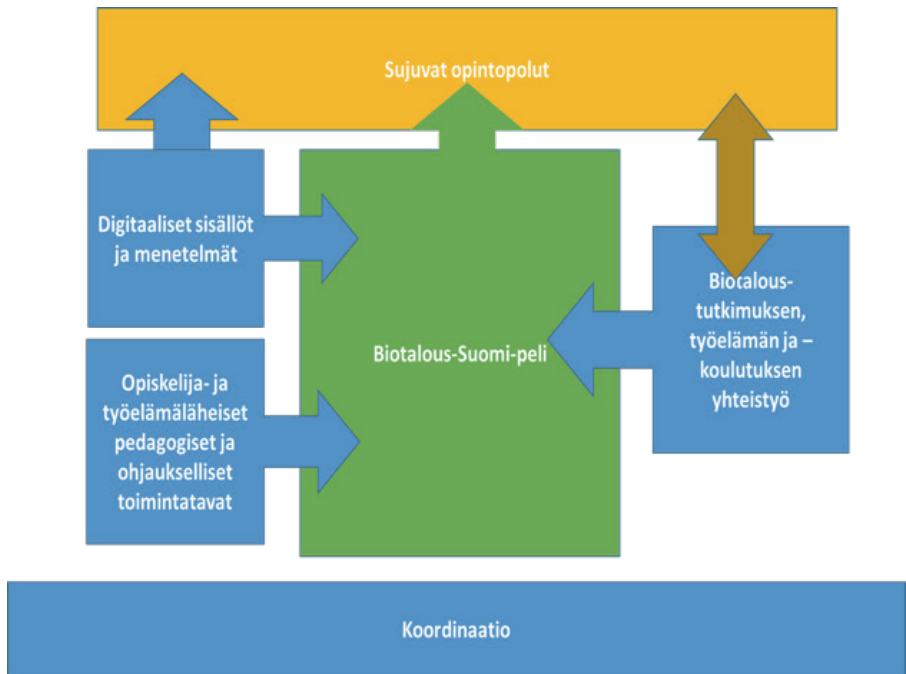 Sujuvat opintopolut
Digitaaliset sisällöt
ja menetelmät
Biotalous-
tutkimuksen,
työelämän ja –
koulutuksen
yhteistyö
Biotalous-Suomi-peli
Opiskelija- ja
työelämäläheiset
pedagogiset ja
ohjaukselliset
toimintatavat
Koordinaatio